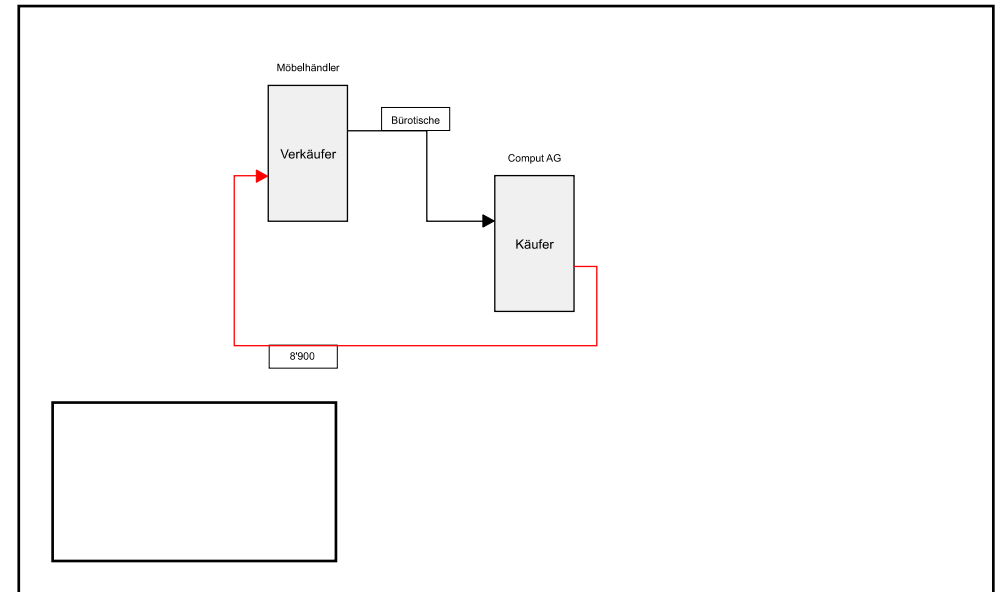 Möbelhändler
Bürotische
Verkäufer
Comput AG
Käufer
8'900